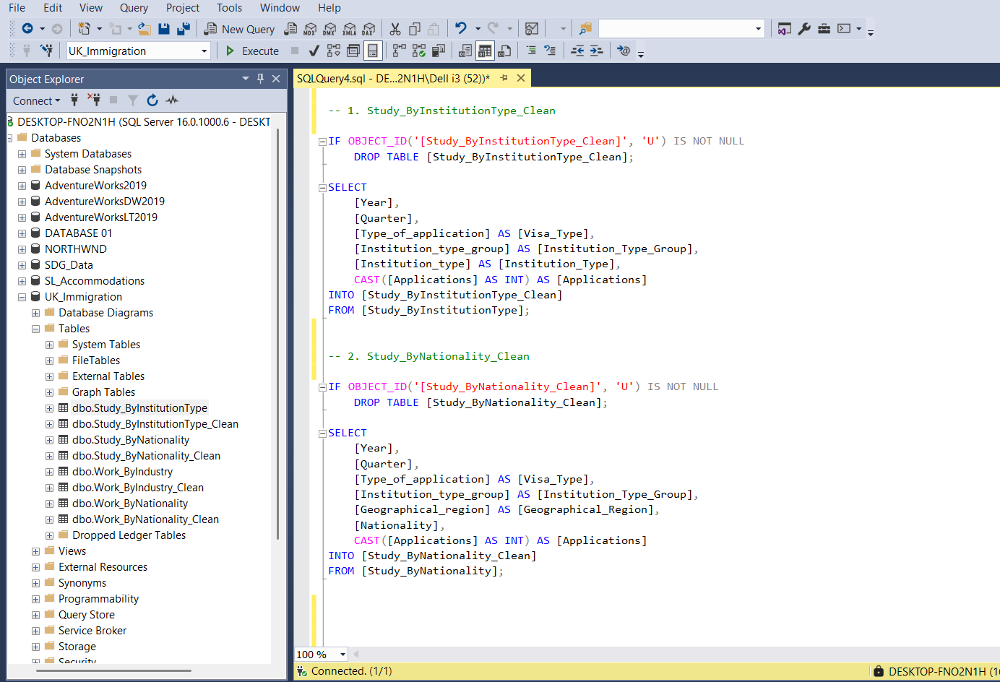 File Edit View Query Project Tools Window Help
New Query MDX DMX XMLA DAX
UK_Immigration Execute
Object Explorer
Connect
DESKTOP-FNO2N1H (SQL Server 16.0.1000.6 - DESKT
Databases
System Databases
Database Snapshots
AdventureWorks2019
AdventureWorksDW2019
AdventureWorksLT2019
DATABASE 01
NORTHWND
SDG_Data
SL_Accommodations
UK_Immigration
Database Diagrams
Tables
System Tables
FileTables
External Tables
Graph Tables
dbo.Study_ByInstitutionType
dbo.Study_ByInstitutionType_Clean
dbo.Study_ByNationality
dbo.Study_ByNationality_Clean
dbo.Work_ByIndustry
dbo.Work_ByIndustry_Clean
dbo.Work_ByNationality
dbo.Work_ByNationality_Clean
Dropped Ledger Tables
Views
External Resources
Synonyms
Programmability
Query Store
Service Broker
Storage
Security
SQLQuery4.sql - DE...2N1H\Dell i3 (52))*
-- 1. Study_ByInstitutionType_Clean
IF OBJECT_ID('[Study_ByInstitutionType_Clean]', 'U') IS NOT NULL
DROP TABLE [Study_ByInstitutionType_Clean];
SELECT
[Year],
[Quarter],
[Type_of_application] AS [Visa_Type],
[Institution_type_group] AS [Institution_Type_Group],
[Institution_type] AS [Institution_Type],
CAST([Applications] AS INT) AS [Applications]
INTO [Study_ByInstitutionType_Clean]
FROM [Study_ByInstitutionType];
-- 2. Study_ByNationality_Clean
IF OBJECT_ID('[Study_ByNationality_Clean]', 'U') IS NOT NULL
DROP TABLE [Study_ByNationality_Clean];
SELECT
[Year],
[Quarter],
[Type_of_application] AS [Visa_Type],
[Institution_type_group] AS [Institution_Type_Group],
[Geographical_region] AS [Geographical_Region],
[Nationality],
CAST([Applications] AS INT) AS [Applications]
INTO [Study_ByNationality_Clean]
FROM [Study_ByNationality];
100 %
Connected. (1/1)
DESKTOP-FNO2N1H (1